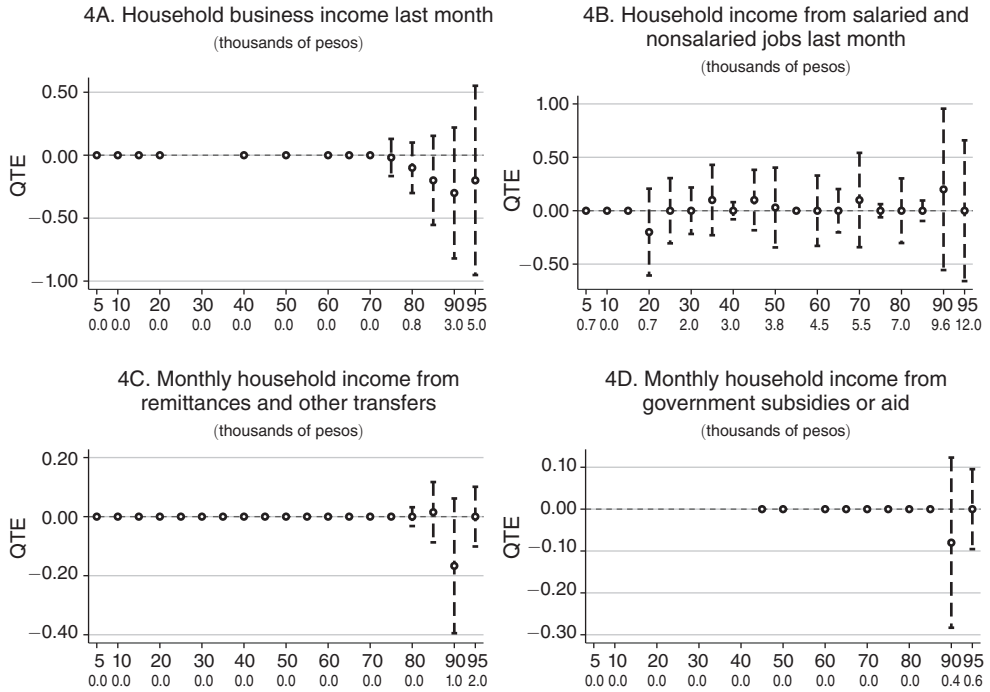 4A. Household business income last month
(thousands of pesos)
QTE
0.50
0.00
−0.50
−1.00
5 10 20 30 40 50 60 70 80 90 95
0.0 0.0 0.0 0.0 0.0 0.0 0.0 0.0 0.8 3.0 5.0
4B. Household income from salaried and
nonsalaried jobs last month
(thousands of pesos)
QTE
1.00
0.50
0.00
−0.50
5 10 20 30 40 50 60 70 80 90 95
0.7 0.0 0.7 2.0 3.0 3.8 4.5 5.5 7.0 9.6 12.0
4C. Monthly household income from
remittances and other transfers
(thousands of pesos)
QTE
0.20
0.00
−0.20
−0.40
5 10 20 30 40 50 60 70 80 90 95
0.0 0.0 0.0 0.0 0.0 0.0 0.0 0.0 0.0 1.0 2.0
4D. Monthly household income from
government subsidies or aid
(thousands of pesos)
QTE
0.10
0.00
−0.10
−0.20
−0.30
5 10 20 30 40 50 60 70 80 90 95
0.0 0.0 0.0 0.0 0.0 0.0 0.0 0.0 0.0 0.4 0.6